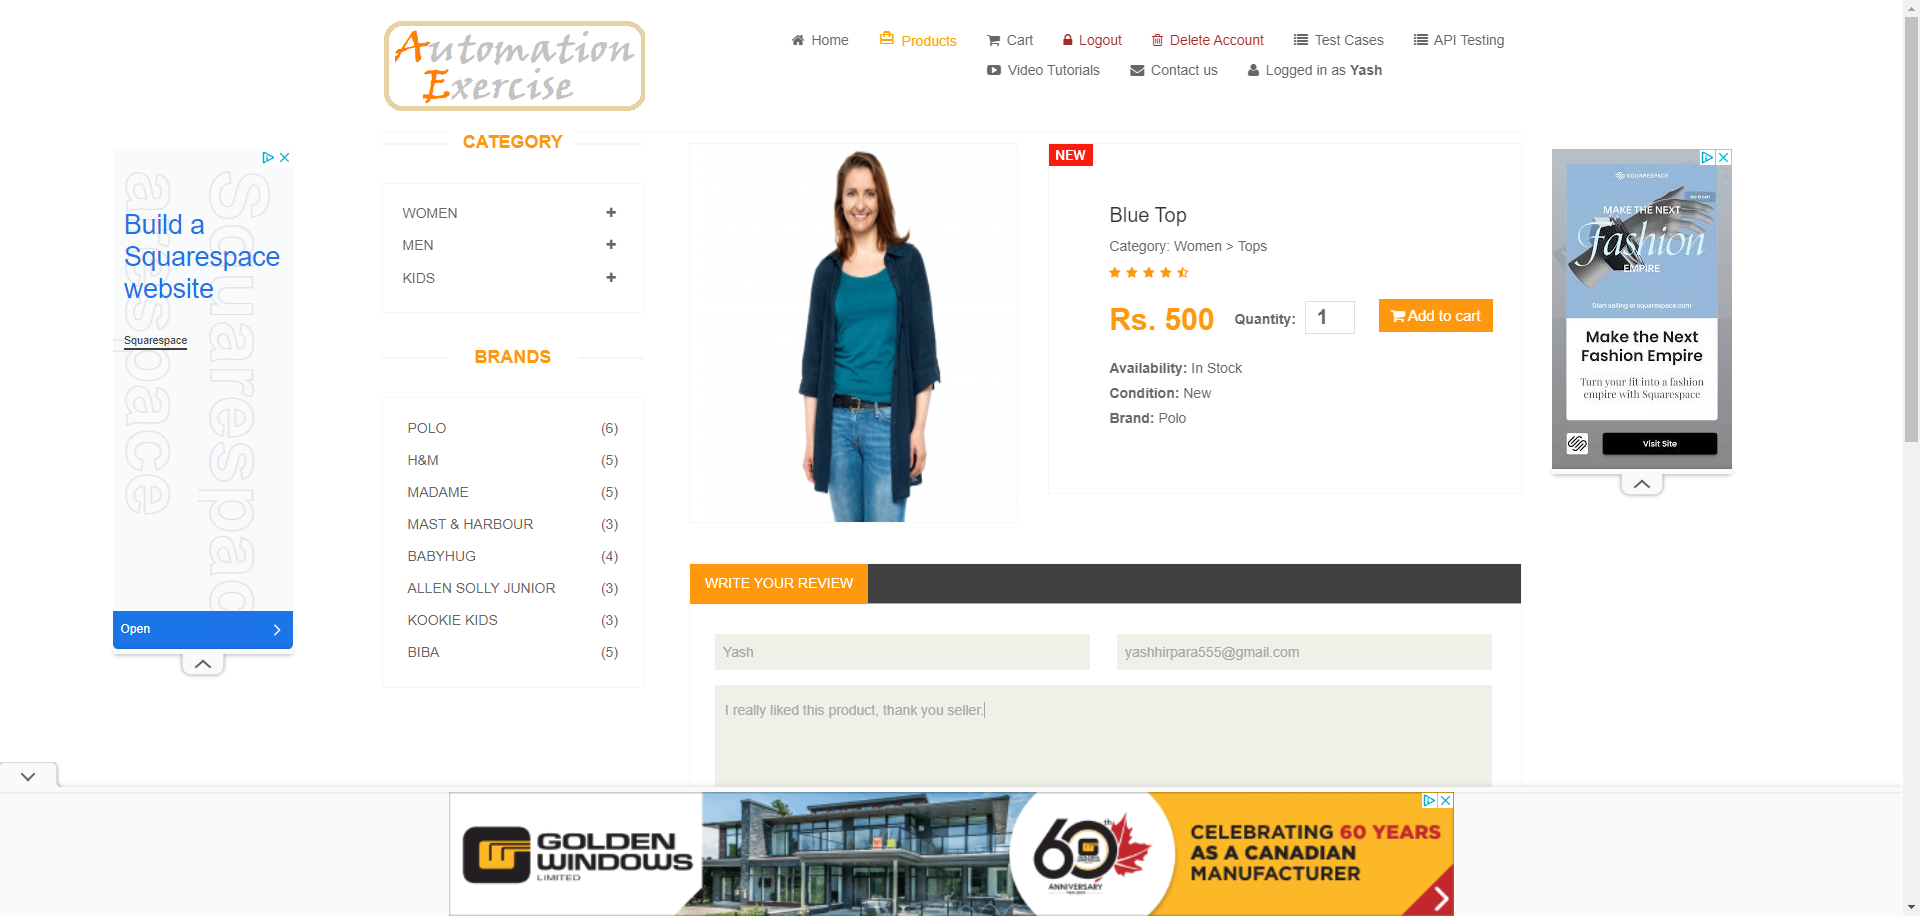 Automation
Exercise
Home
Products
Cart
Logout
Delete Account
Test Cases
API Testing
Video Tutorials
Contact us
Logged in as Yash
Build a
Squarespace
website
Squarespace
Squarespace
Squarespac
Open
CATEGORY
WOMEN
MEN
KIDS
BRANDS
POLO (6)
H&M (5)
MADAME (5)
MAST & HARBOUR (3)
BABYHUG (4)
ALLEN SOLLY JUNIOR (3)
KOOKIE KIDS (3)
BIBA (5)
NEW
Blue Top
Category: Women > Tops
Rs. 500 Quantity: 1 Add to cart
Availability: In Stock
Condition: New
Brand: Polo
WRITE YOUR REVIEW
Yash
yashhirpara555@gmail.com
I really liked this product, thank you seller.
SQUARESPACE
MAKE THE NEXT
Fashion
EMPIRE
Start selling at squarespace.com
Make the Next
Fashion Empire
Turn your fit into a fashion
empire with Squarespace
Visit Site
GOLDEN
WINDOWS
LIMITED
60th
ANNIVERSARY
CELEBRATING 60 YEARS
AS A CANADIAN
MANUFACTURER